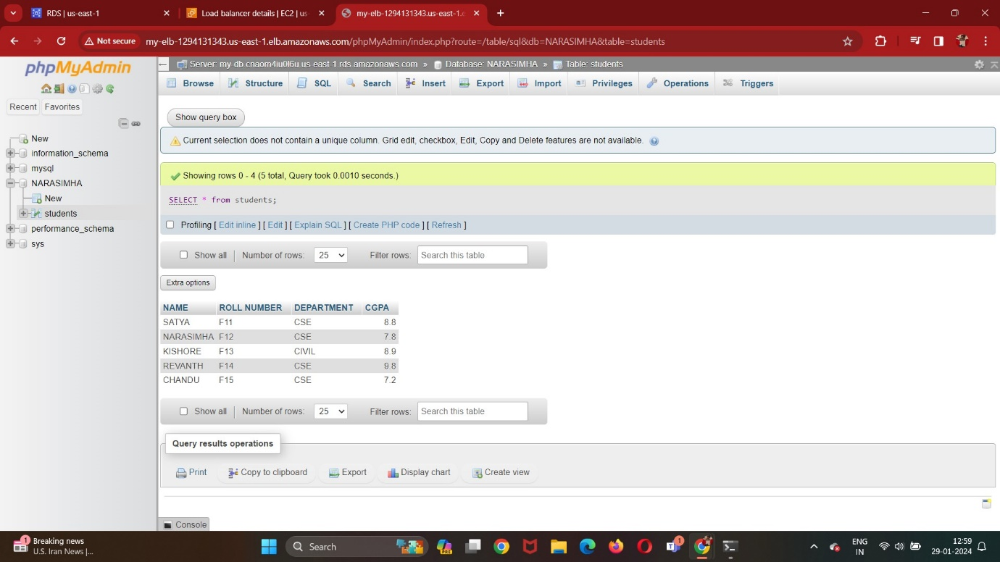 RDS | us-east-1
Load balancer details | EC2 | us-
my-elb-1294131343.us-east-1.e
Not secure
my-elb-1294131343.us-east-1.elb.amazonaws.com/phpMyAdmin/index.php?route=/table/sql&db=NARASIMHA&table=students
phpMyAdmin
Recent
Favorites
New
information_schema
mysql
NARASIMHA
New
students
performance_schema
sys
Server: my db.cnaom4iu0l6u.us east 1.rds amazonaws com » Database: NARASIMHA » Table: students
Browse Structure SQL Search Insert Export Import Privileges Operations Triggers
Show query box
Current selection does not contain a unique column. Grid edit, checkbox, Edit, Copy and Delete features are not available.
Showing rows 0 - 4 (5 total, Query took 0.0010 seconds.)
SELECT * from students;
Profiling [ Edit inline ] [ Edit ] [ Explain SQL ] [ Create PHP code ] [ Refresh ]
Show all | Number of rows: 25 Filter rows: Search this table
Extra options
NAME ROLL NUMBER DEPARTMENT CGPA
SATYA F11 CSE 8.8
NARASIMHA F12 CSE 7.8
KISHORE F13 CIVIL 8.9
REVANTH F14 CSE 9.8
CHANDU F15 CSE 7.2
Show all | Number of rows: 25 Filter rows: Search this table
Query results operations
Print Copy to clipboard Export Display chart Create view
Console
1
Breaking news
U.S. Iran News |...
Search
PRE
1
ENG
IN
12:59
29-01-2024